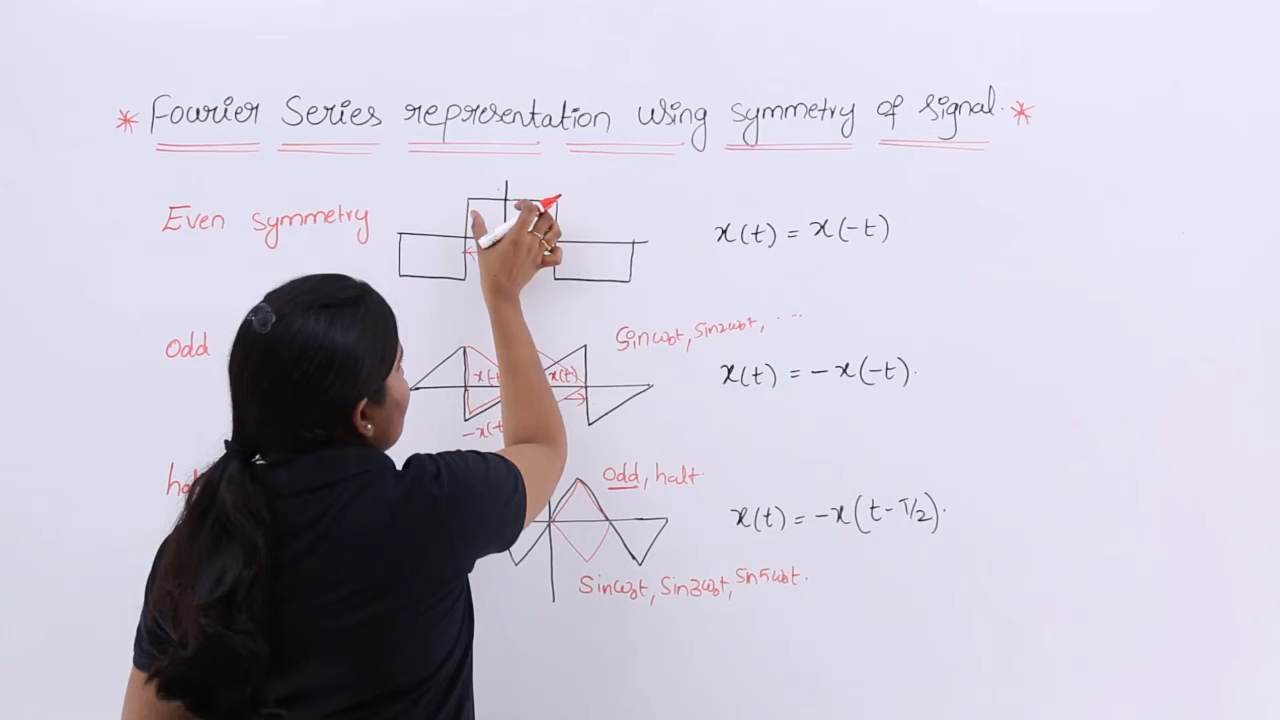 * Fourier Series representation using symmetry of signal. *
Even symmetry
x(t) = x(-t)
Odd
Sinω₀t, Sin2ω₀t, ...
x(t)
x(t) = -x(-t).
Odd, half.
x(t) = -x(t - T/2).
Sinω₀t, Sin3ω₀t, Sin5ω₀t.